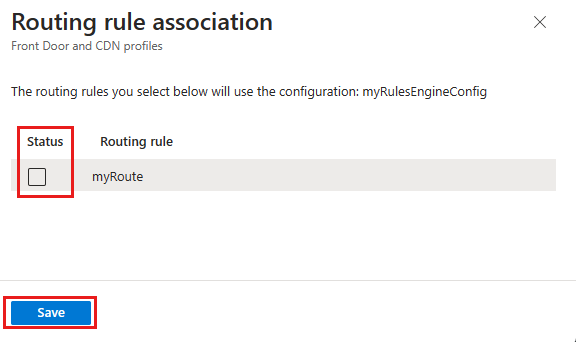 Routing rule association
Front Door and CDN profiles
The routing rules you select below will use the configuration: myRulesEngineConfig
Status Routing rule
myRoute
Save